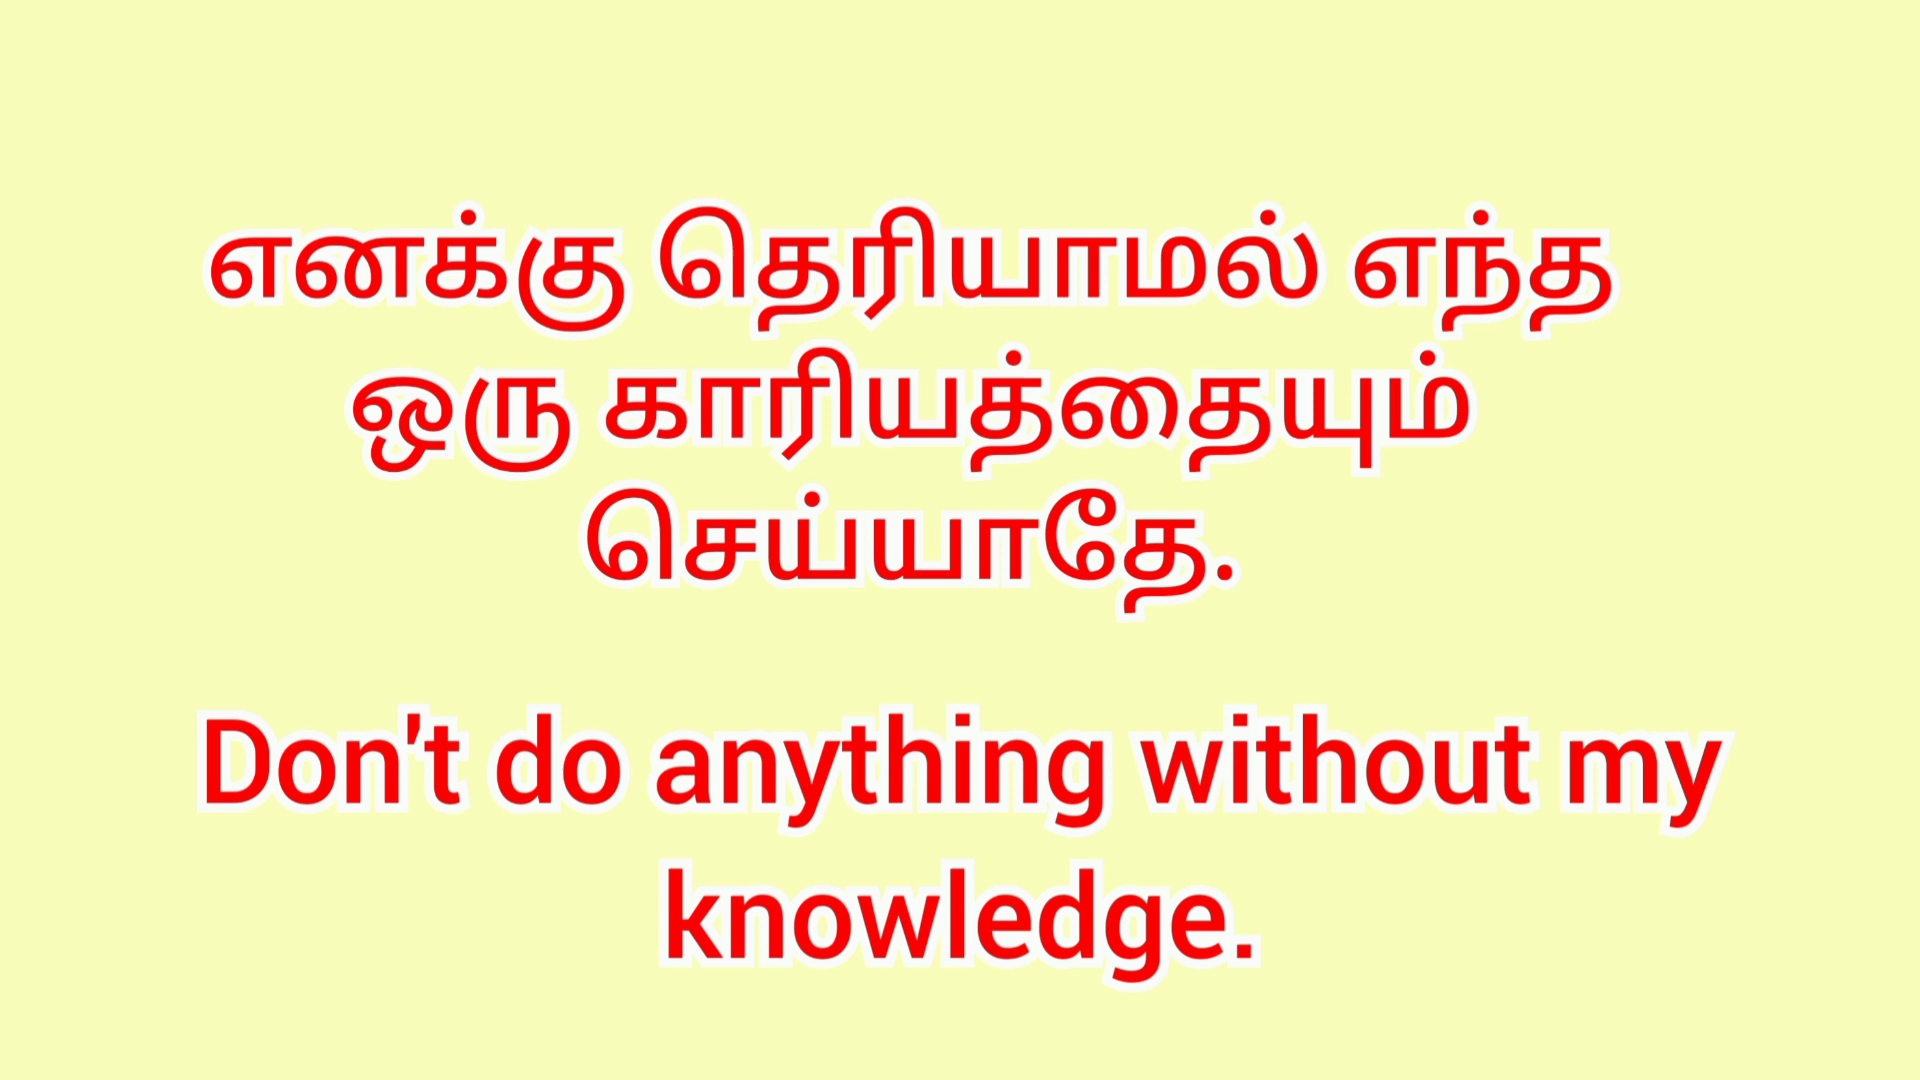 எனக்கு தெரியாமல் எந்த
ஒரு காரியத்தையும்
செய்யாதே.
Don't do anything without my
knowledge.